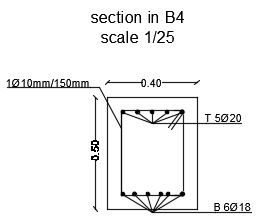 section in B4
scale 1/25
1Ø10mm/150mm
0.40
T 5Ø20
0.50
B 6Ø18